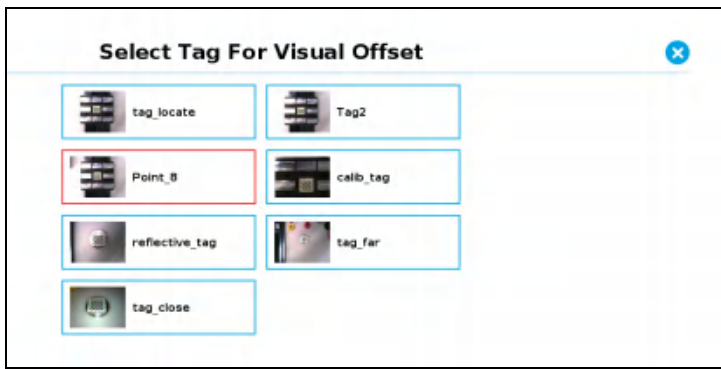 Select Tag For Visual Offset
tag_locate
Tag2
Point_8
calib_tag
reflective_tag
tag_far
tag_close